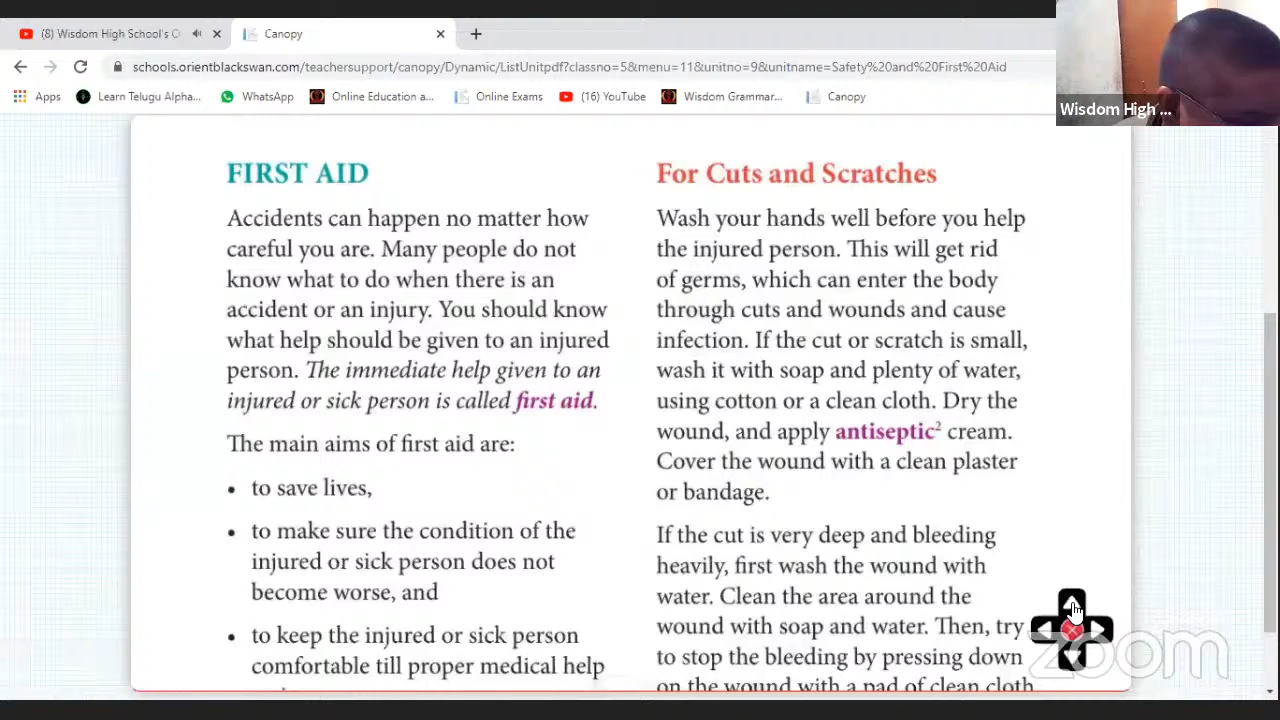 (8) Wisdom High School's O
Canopy
schools.orientblackswan.com/teachersupport/canopy/Dynamic/ListUnitpdf?classno=5&menu=11&unitno=9&unitname=Safety%20and%20First%20Aid
Apps
Learn Telugu Alpha...
WhatsApp
Online Education a...
Online Exams
(16) YouTube
Wisdom Grammar...
Canopy
Wisdom High ...
FIRST AID
Accidents can happen no matter how
careful you are. Many people do not
know what to do when there is an
accident or an injury. You should know
what help should be given to an injured
person. The immediate help given to an
injured or sick person is called first aid.
The main aims of first aid are:
• to save lives,
• to make sure the condition of the
injured or sick person does not
become worse, and
• to keep the injured or sick person
comfortable till proper medical help
For Cuts and Scratches
Wash your hands well before you help
the injured person. This will get rid
of germs, which can enter the body
through cuts and wounds and cause
infection. If the cut or scratch is small,
wash it with soap and plenty of water,
using cotton or a clean cloth. Dry the
wound, and apply antiseptic² cream.
Cover the wound with a clean plaster
or bandage.
If the cut is very deep and bleeding
heavily, first wash the wound with
water. Clean the area around the
wound with soap and water. Then, try
to stop the bleeding by pressing down
on the wound with a pad of clean cloth
zoom